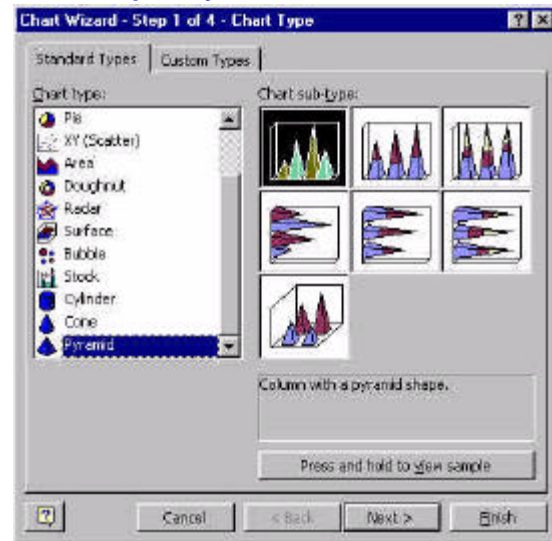 Chart Wizard - Step 1 of 4 - Chart Type
Standard Types
Custom Types
Chart type:
Pie
XY (Scatter)
Area
Doughnut
Radar
Surface
Bubble
Stock
Cylinder
Cone
Pyramid
Chart sub-type:
Column with a pyramid shape.
Press and hold to view sample
Cancel
< Back
Next >
Finish